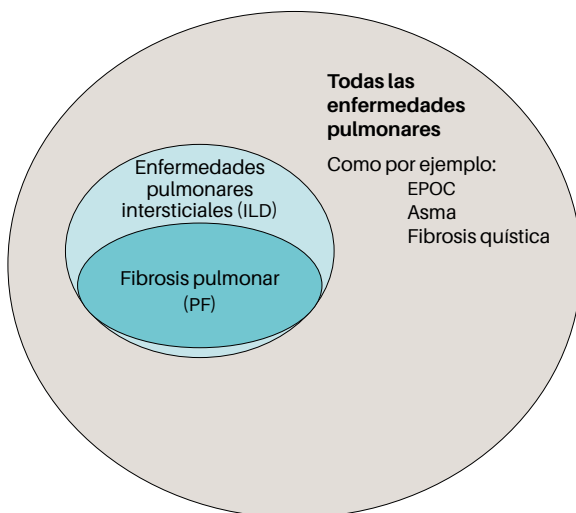 Todas las
enfermedades
pulmonares
Como por ejemplo:
EPOC
Asma
Fibrosis quística
Enfermedades
pulmonares
intersticiales (ILD)
Fibrosis pulmonar
(PF)